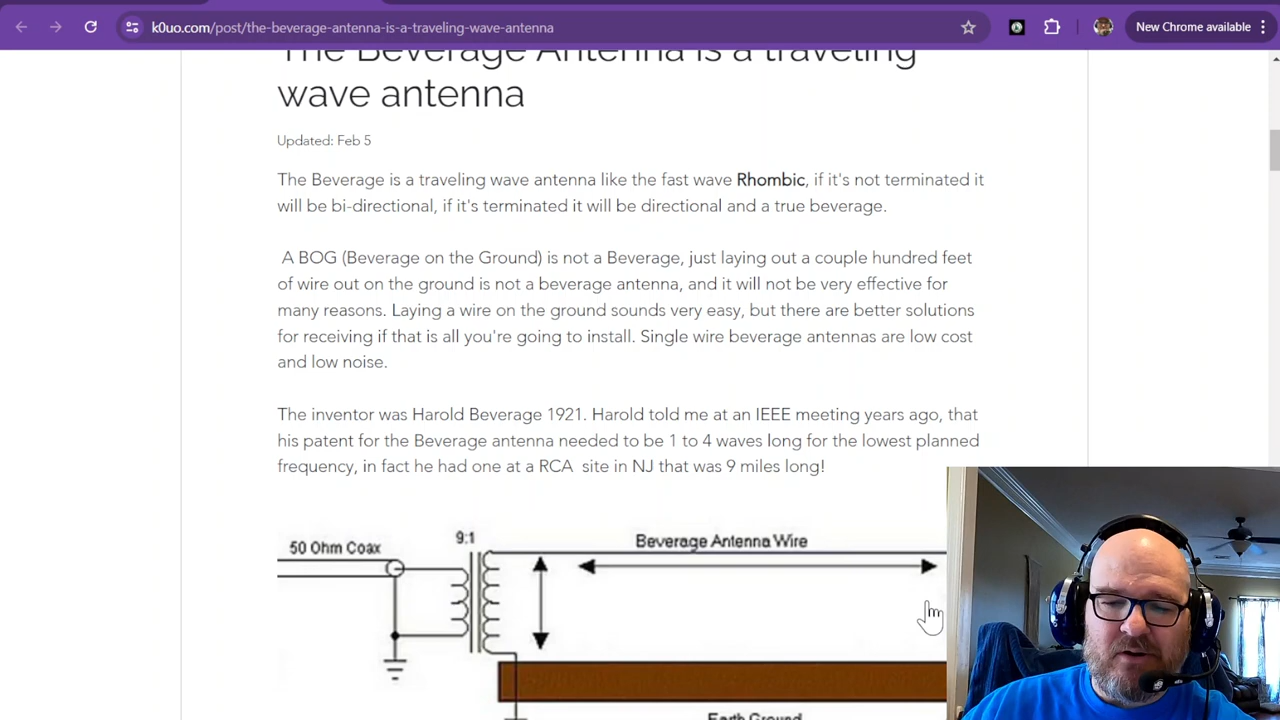 k0uo.com/post/the-beverage-antenna-is-a-traveling-wave-antenna
New Chrome available
The Beverage Antenna is a traveling
wave antenna
Updated: Feb 5
The Beverage is a traveling wave antenna like the fast wave Rhombic, if it's not terminated it
will be bi-directional, if it's terminated it will be directional and a true beverage.
A BOG (Beverage on the Ground) is not a Beverage, just laying out a couple hundred feet
of wire out on the ground is not a beverage antenna, and it will not be very effective for
many reasons. Laying a wire on the ground sounds very easy, but there are better solutions
for receiving if that is all you're going to install. Single wire beverage antennas are low cost
and low noise.
The inventor was Harold Beverage 1921. Harold told me at an IEEE meeting years ago, that
his patent for the Beverage antenna needed to be 1 to 4 waves long for the lowest planned
frequency, in fact he had one at a RCA site in NJ that was 9 miles long!
9:1
50 Ohm Coax
Beverage Antenna Wire
Earth Ground